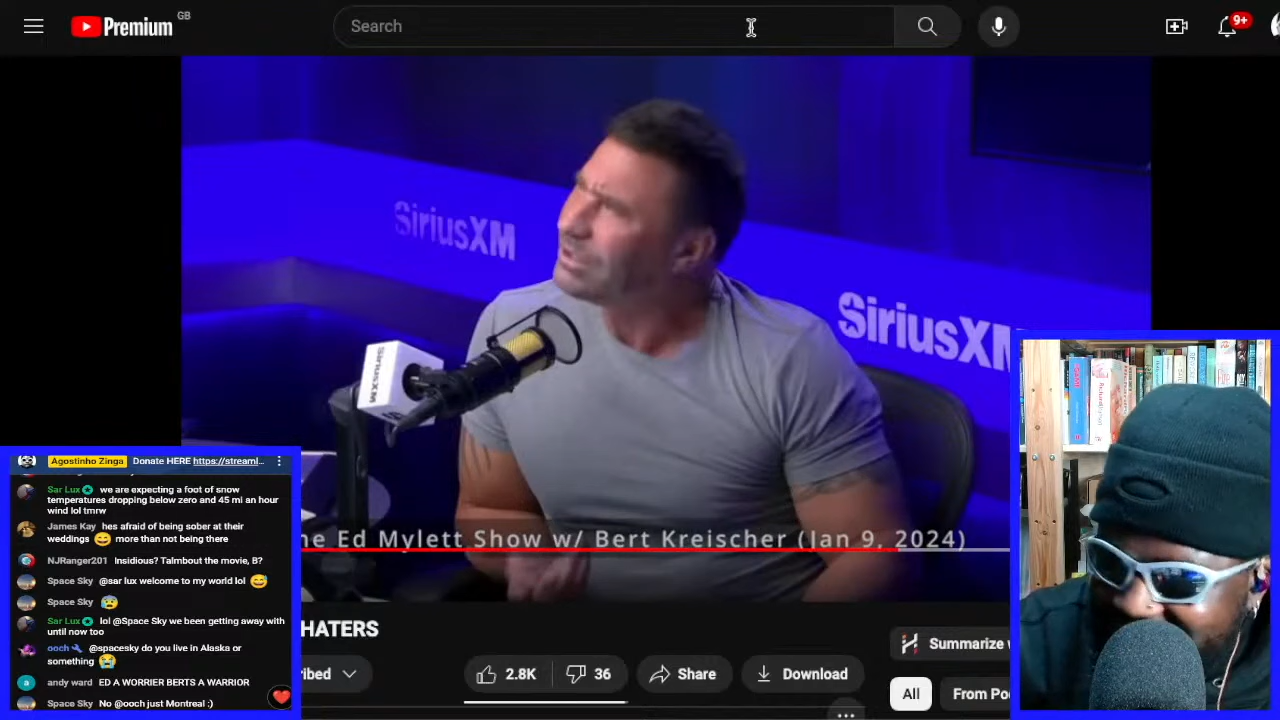 Premium
GB
Search
9+
SiriusXM
SiriusXM
SiriusXM
he Ed Mylett Show w/ Bert Kreischer (Jan 9, 2024)
HATERS
ribed
2.8K
36
Share
Download
Summarize
All
From Po
Agostinho Zinga Donate HERE https://streaml...
Sar Lux we are expecting a foot of snow
temperatures dropping below zero and 45 mi an hour
wind lol tmrw
James Kay hes afraid of being sober at their
weddings 😅 more than not being there
NJRanger201 Insidious? Talmbout the movie, B?
Space Sky @sar lux welcome to my world lol 😅
Space Sky 😰
Sar Lux lol @Space Sky we been getting away with
until now too
ooch @spacesky do you live in Alaska or
something 😭
andy ward ED A WORRIER BERTS A WARRIOR
Space Sky No @ooch just Montreal :)